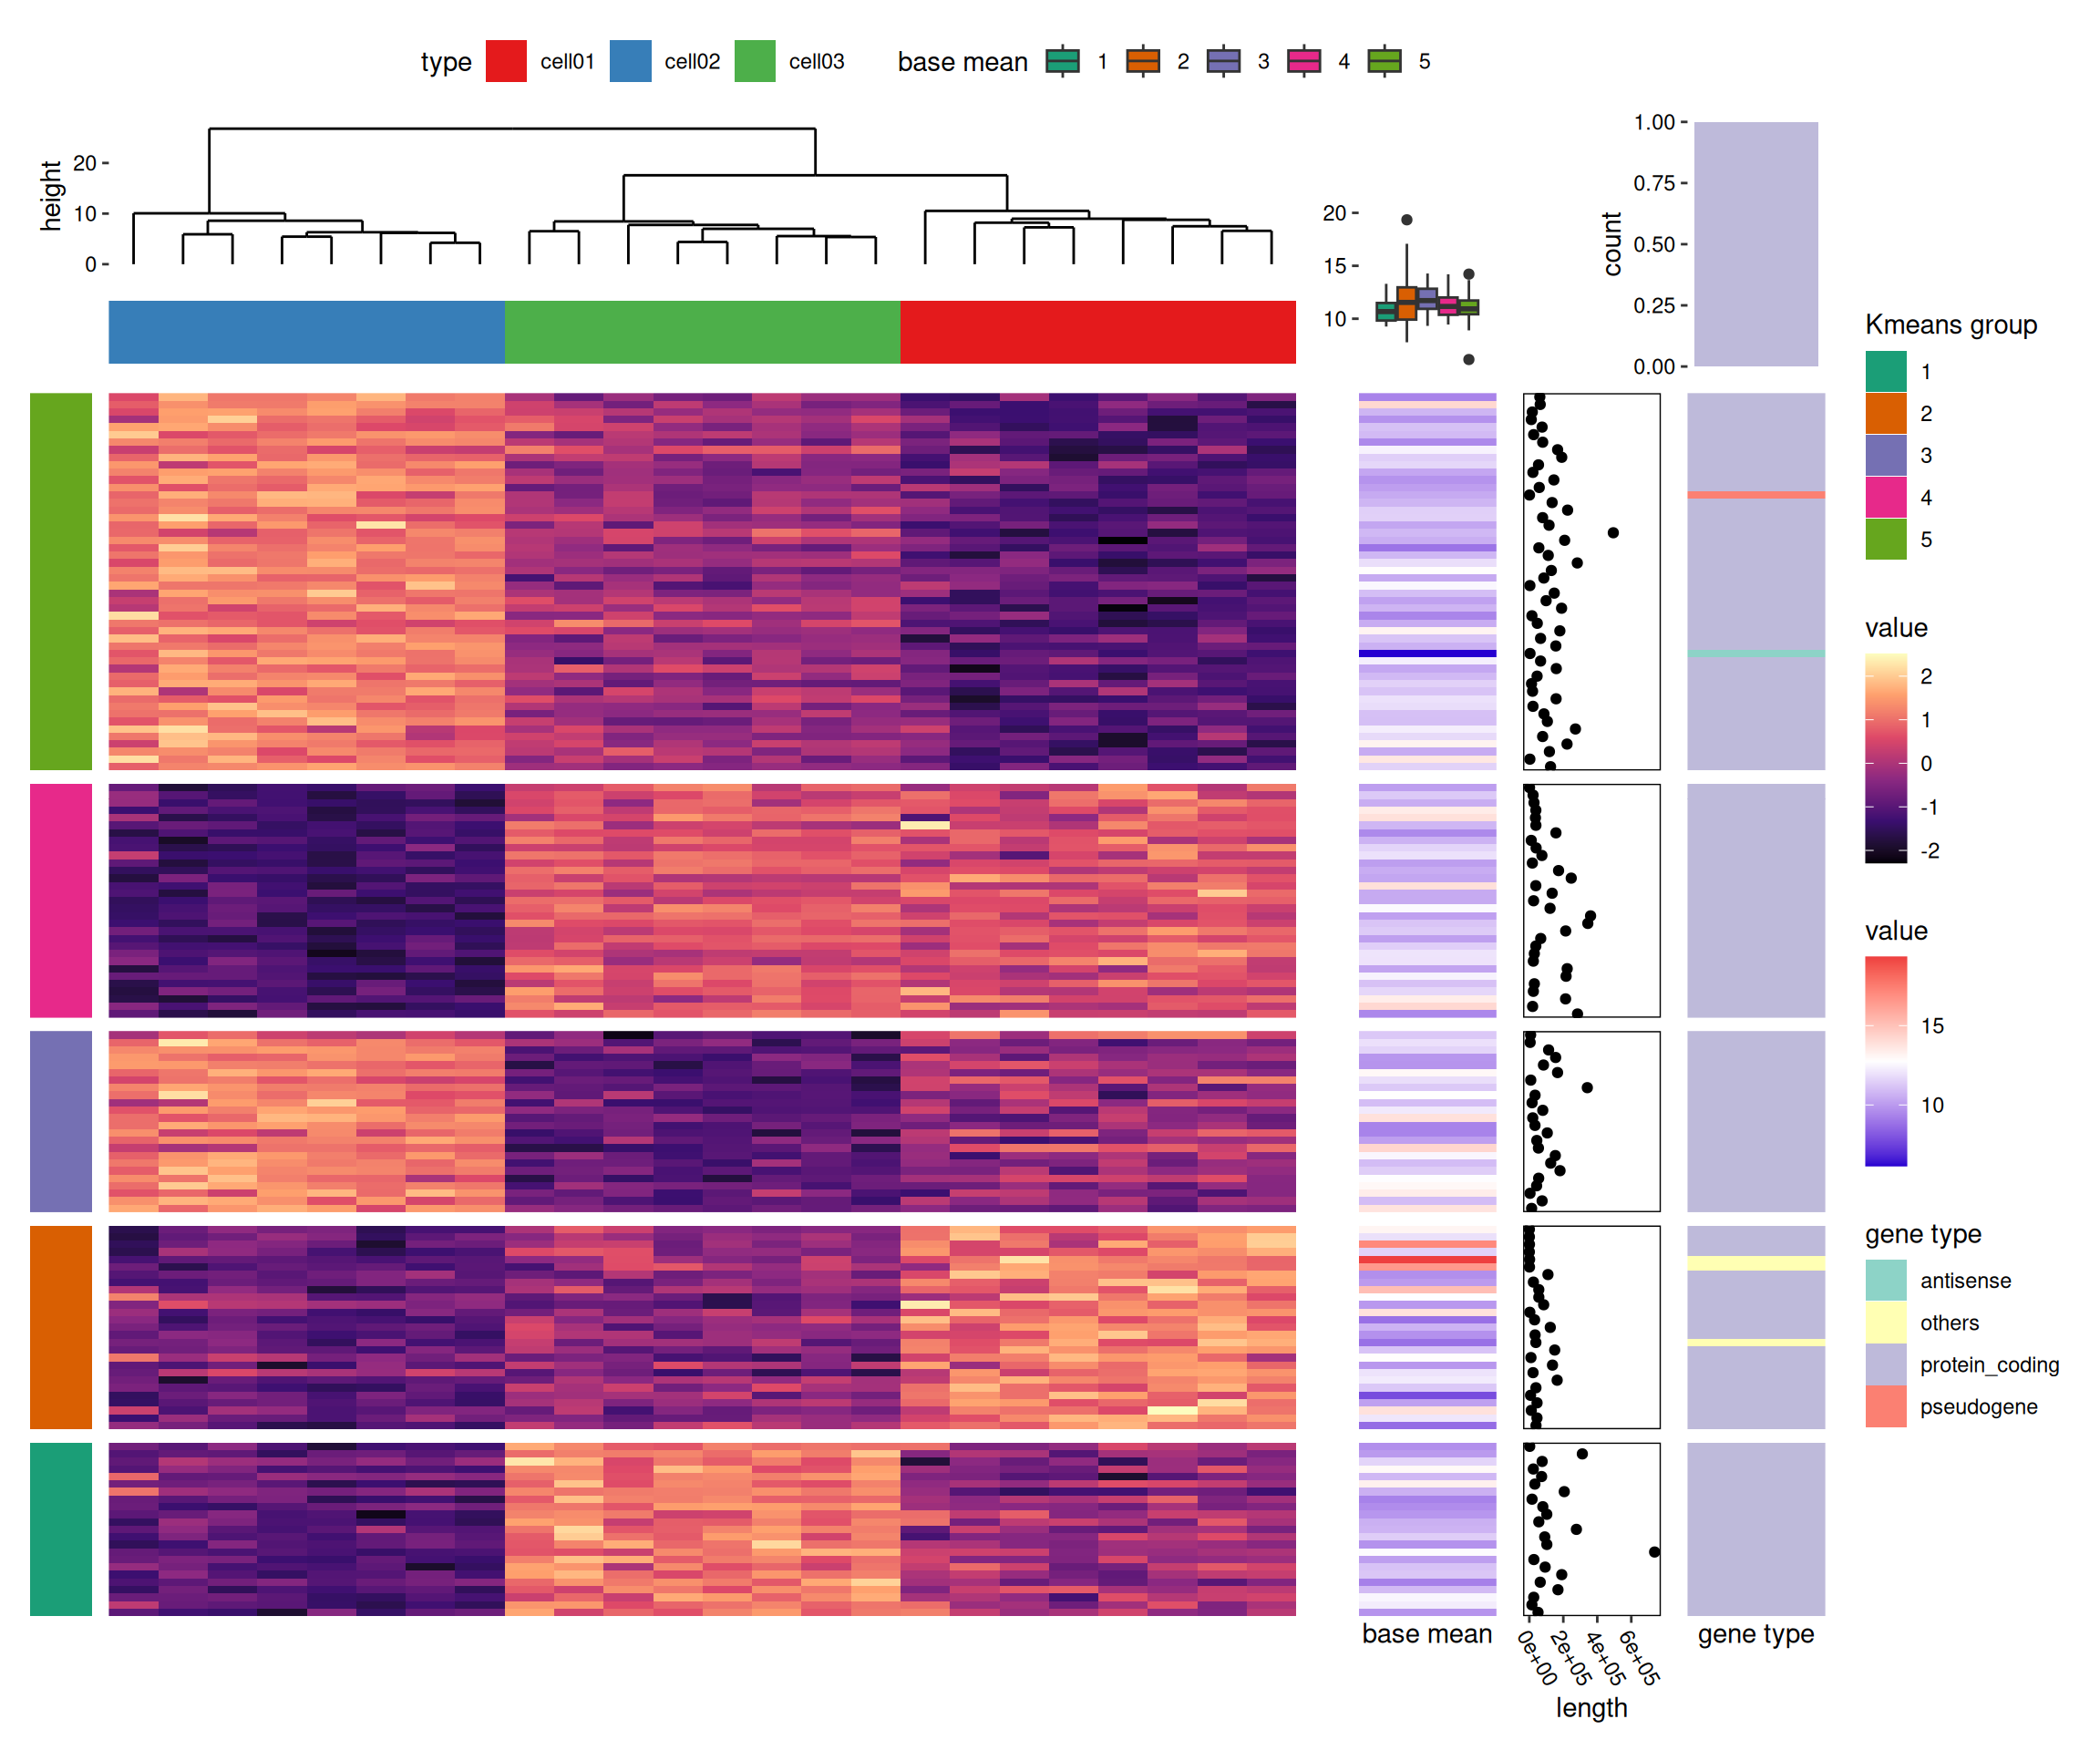 type cell01 cell02 cell03 base mean 1 2 3 4 5
height
20
10
0
20
15
10
count
1.00
0.75
0.50
0.25
0.00
Kmeans group
1
2
3
4
5
value
2
1
0
-1
-2
value
15
10
gene type
antisense
others
protein_coding
pseudogene
base mean
0e+00 2e+05 4e+05 6e+05
length
gene type